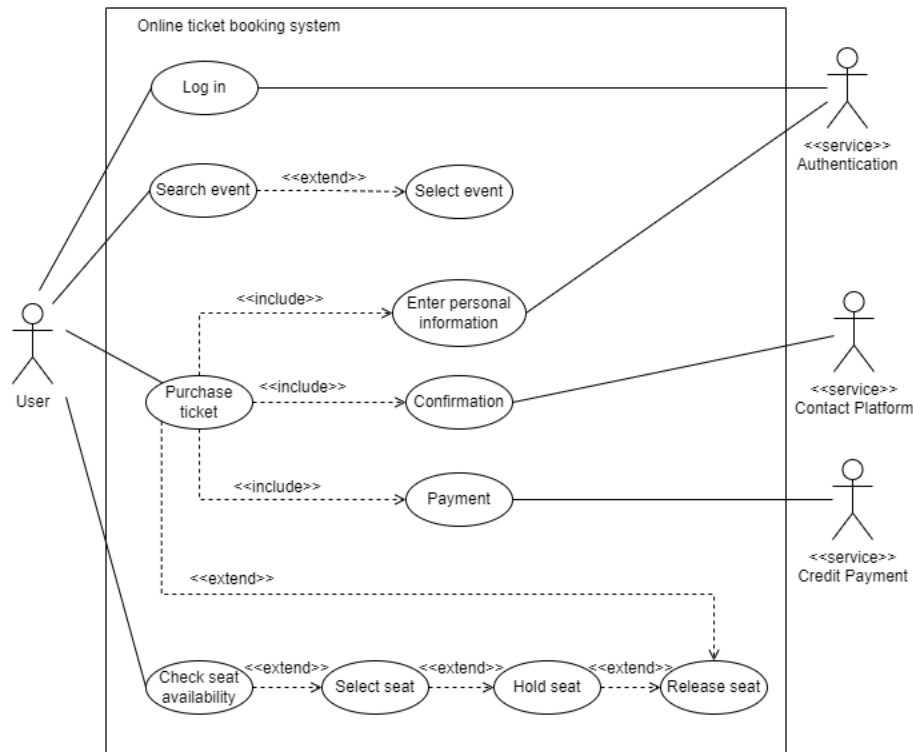 Online ticket booking system
Log in
<<service>>
Authentication
Search event
<<extend>>
Select event
<<include>>
Enter personal
information
User
Purchase
ticket
<<include>>
Confirmation
<<service>>
Contact Platform
<<include>>
Payment
<<service>>
Credit Payment
<<extend>>
Check seat
availability
<<extend>>
Select seat
<<extend>>
Hold seat
<<extend>>
Release seat